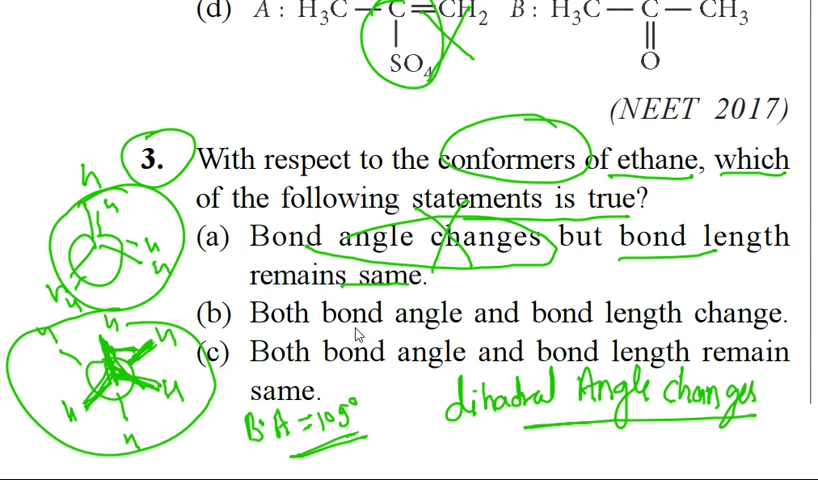 (d) A : H₃C — C = CH₂ B : H₃C — C — CH₃
SO₄ O
(NEET 2017)
3. With respect to the conformers of ethane, which
of the following statements is true?
(a) Bond angle changes but bond length
remains same.
(b) Both bond angle and bond length change.
(c) Both bond angle and bond length remain
same.
B·A = 109°
dihadral Angle changes